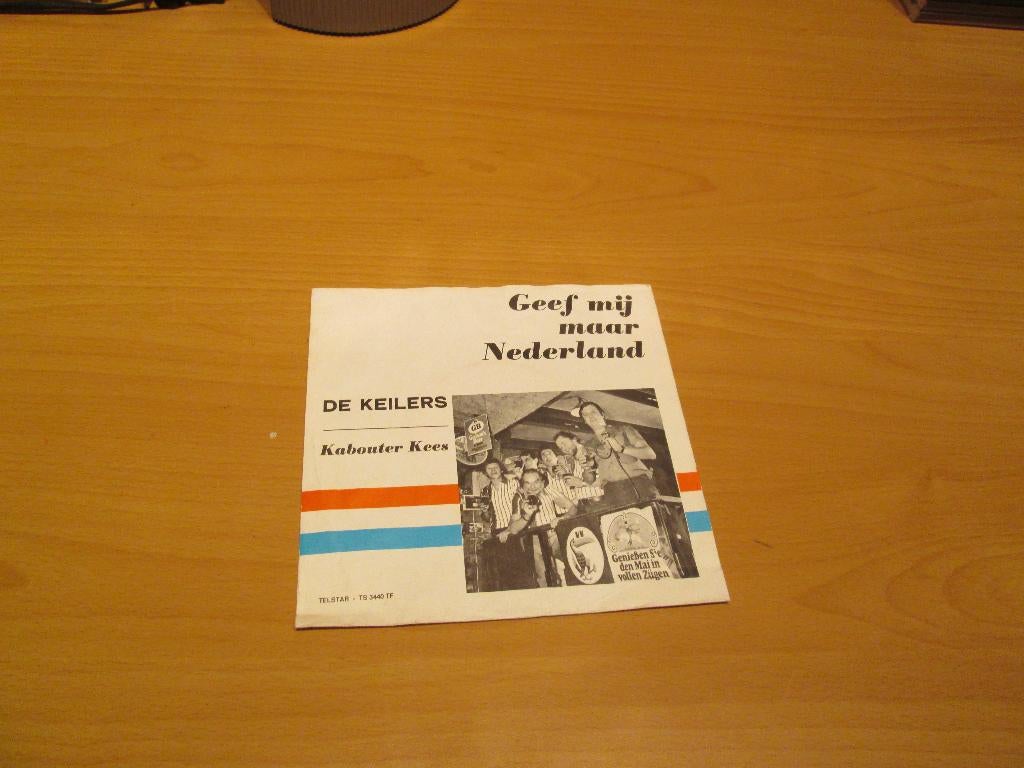 Geef mij
maar
Nederland
DE KEILERS
Kabouter Kees
GB
Genießen Sie
den Mai in
vollen Zügen
TELSTAR - TS 3440 TF